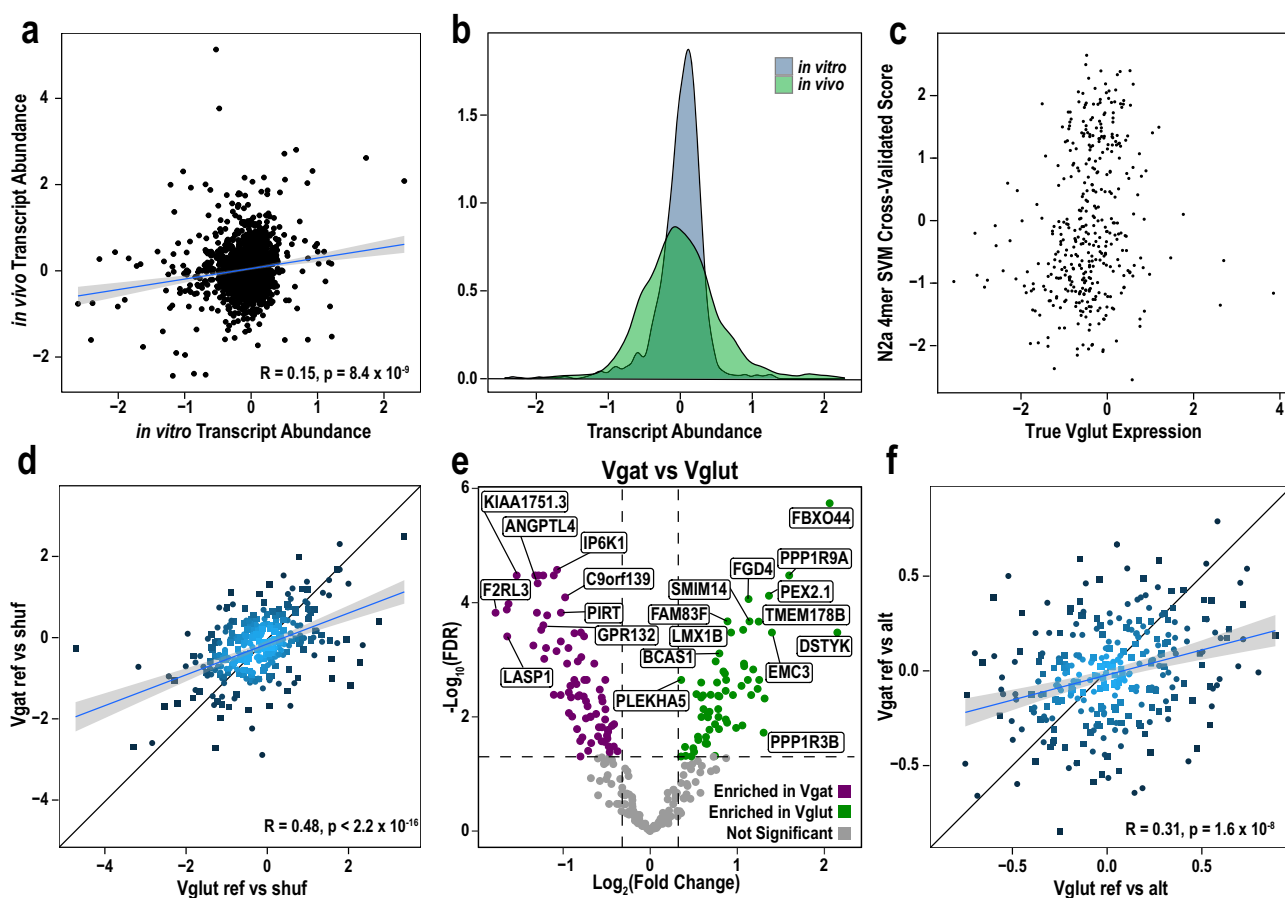 a
in vivo Transcript Abundance
4
2
0
−2
−2
−1
0
1
2
R = 0.15, p = 8.4 x 10-9
in vitro Transcript Abundance
b
1.5
1.0
0.5
0.0
−2
−1
0
1
2
in vitro
in vivo
Transcript Abundance
c
N2a 4mer SVM Cross-Validated Score
2
1
0
−1
−2
−2
0
2
4
True Vglut Expression
d
Vgat ref vs shuf
2
0
−2
−4
−4
−2
0
2
R = 0.48, p < 2.2 x 10-16
Vglut ref vs shuf
e
Vgat vs Vglut
-Log10(FDR)
6
4
2
0
KIAA1751.3
ANGPTL4
IP6K1
C9orf139
F2RL3
PIRT
GPR132
LASP1
FBXO44
FGD4
PPP1R9A
SMIM14
PEX2.1
FAM83F
TMEM178B
LMX1B
DSTYK
BCAS1
EMC3
PLEKHA5
PPP1R3B
Enriched in Vgat
Enriched in Vglut
Not Significant
−1
0
1
2
Log2(Fold Change)
f
Vgat ref vs alt
0.5
0.0
−0.5
−0.5
0.0
0.5
R = 0.31, p = 1.6 x 10-8
Vglut ref vs alt